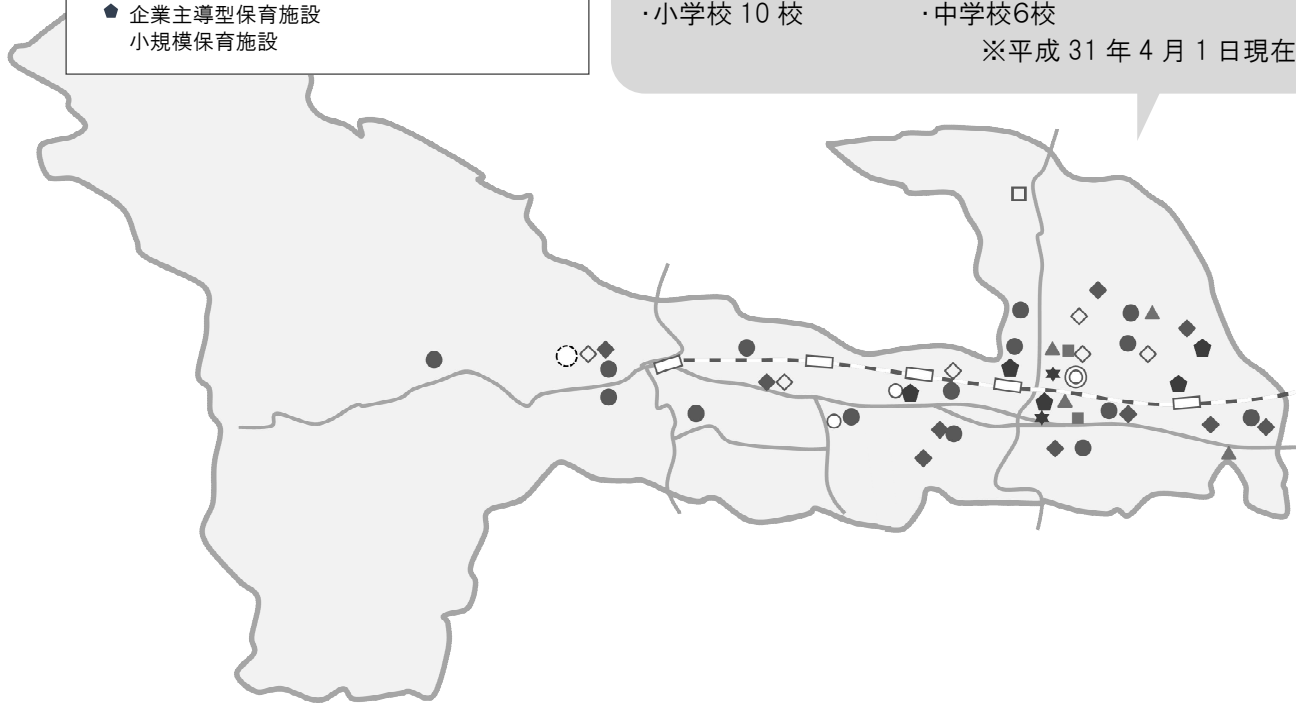 企業主導型保育施設
小規模保育施設
・小学校 10 校 ・中学校6校
※平成 31 年 4 月 1 日現在